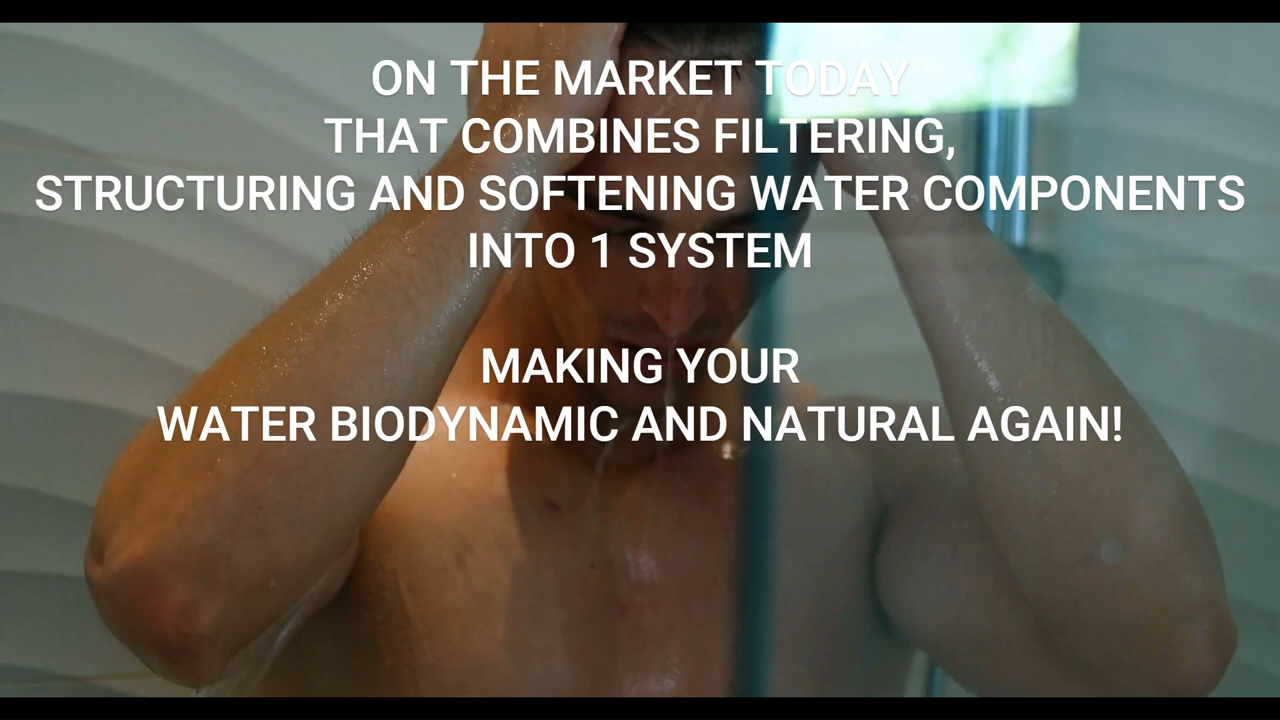 ON THE MARKET TODAY
THAT COMBINES FILTERING,
STRUCTURING AND SOFTENING WATER COMPONENTS
INTO 1 SYSTEM
MAKING YOUR
WATER BIODYNAMIC AND NATURAL AGAIN!